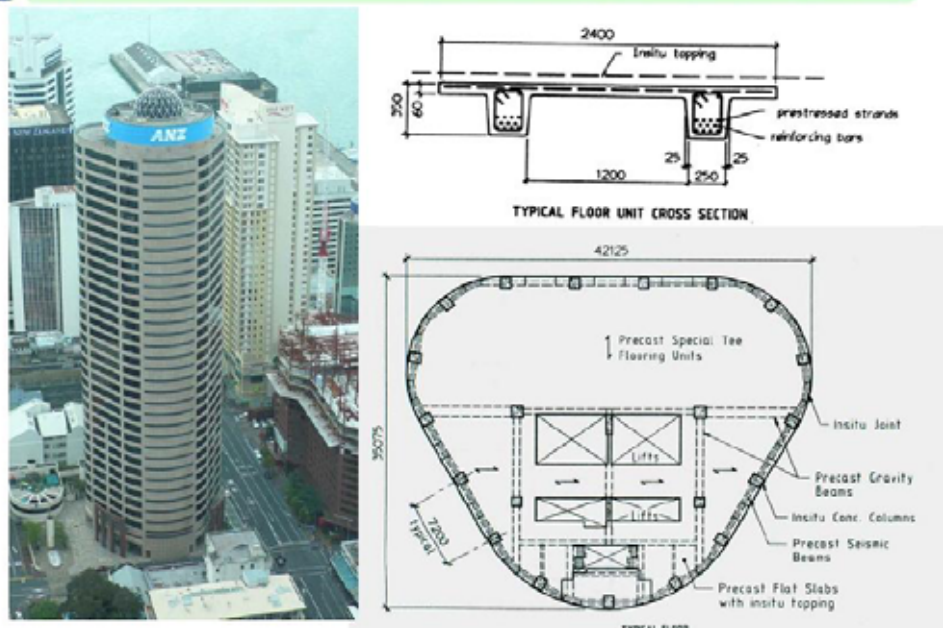 NEW ZEALAND
ANZ
2400
Insitu topping
350
60
prestressed strands
reinforcing bars
25
25
1200
250
TYPICAL FLOOR UNIT CROSS SECTION
42125
35075
Precast Special Tee
Flooring Units
Insitu Joint
Lifts
Precast Gravity
Beams
Lifts
Insitu Conc. Columns
7200
typical
Precast Seismic
Beams
Precast Flat Slabs
with insitu topping
TYPICAL FLOOR